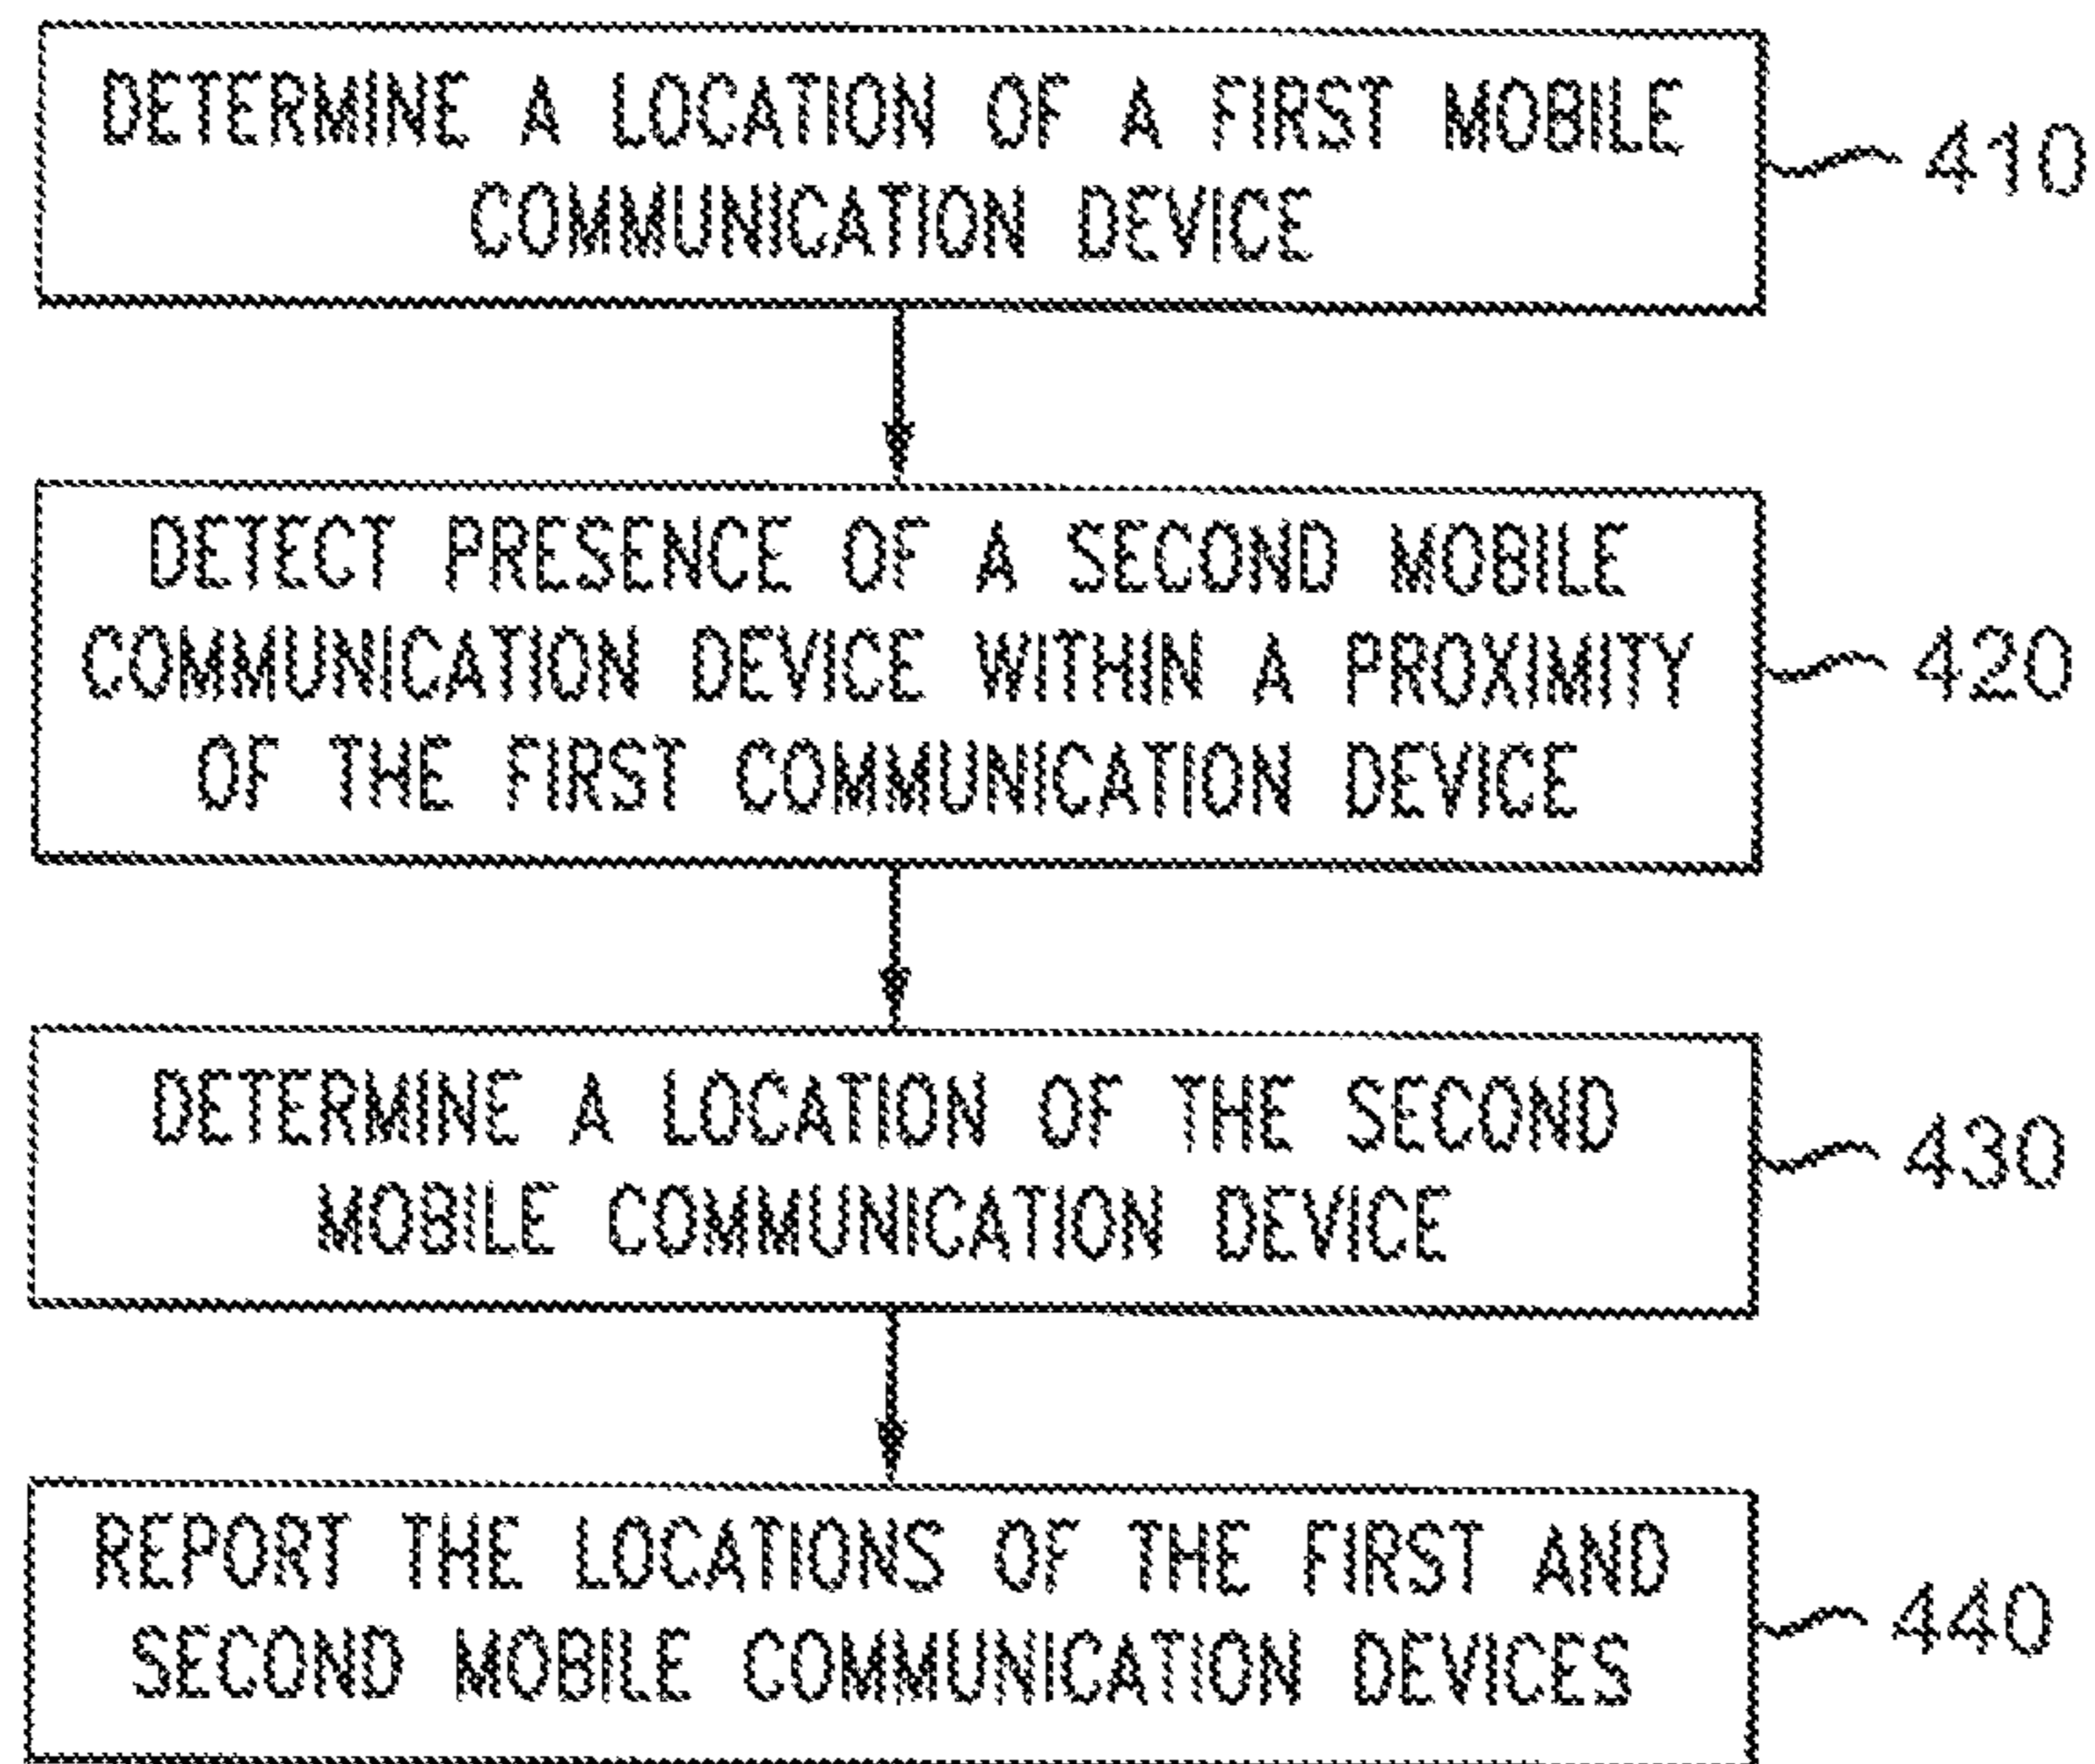 DETERMINE A LOCATION OF A FIRST MOBILE
COMMUNICATION DEVICE
410
DETECT PRESENCE OF A SECOND MOBILE
COMMUNICATION DEVICE WITHIN A PROXIMITY
OF THE FIRST COMMUNICATION DEVICE
420
DETERMINE A LOCATION OF THE SECOND
MOBILE COMMUNICATION DEVICE
430
REPORT THE LOCATIONS OF THE FIRST AND
SECOND MOBILE COMMUNICATION DEVICES
440